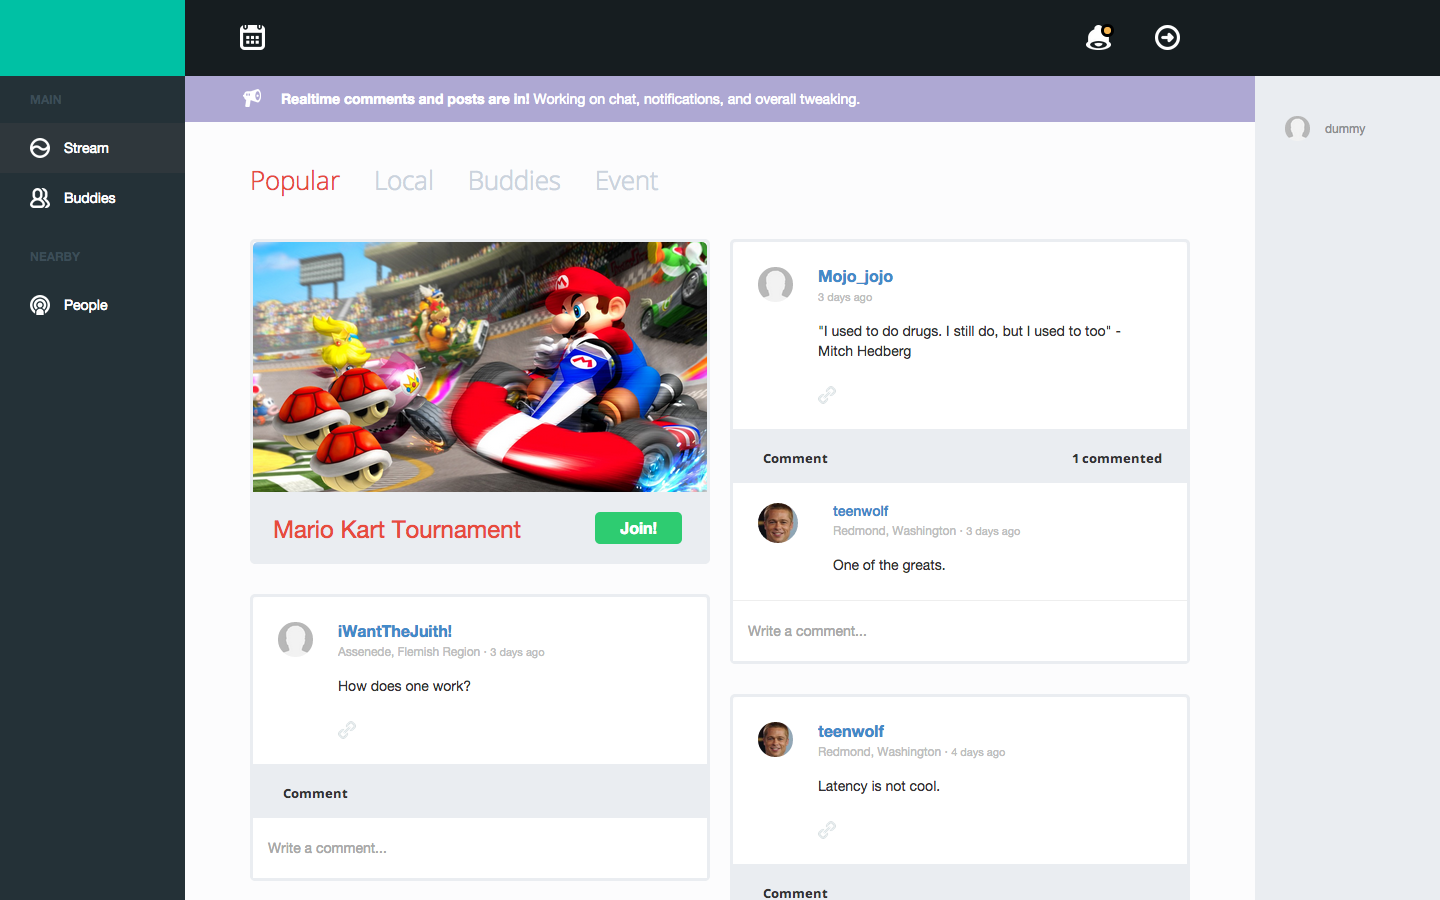 MAIN
Stream
Buddies
NEARBY
People
Realtime comments and posts are in! Working on chat, notifications, and overall tweaking.
Popular Local Buddies Event
Mario Kart Tournament
Join!
iWantTheJuith!
Assenede, Flemish Region · 3 days ago
How does one work?
Comment
Write a comment...
Mojo_jojo
3 days ago
"I used to do drugs. I still do, but I used to too" -
Mitch Hedberg
Comment 1 commented
teenwolf
Redmond, Washington · 3 days ago
One of the greats.
Write a comment...
teenwolf
Redmond, Washington · 4 days ago
Latency is not cool.
Comment
dummy